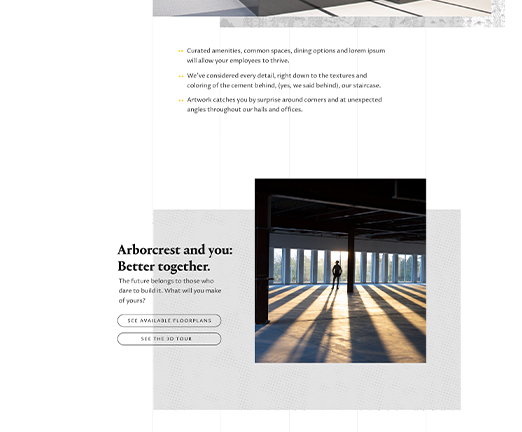 Curated amenities, common spaces, dining options and lorem ipsum
will allow your employees to thrive.
We've considered every detail, right down to the textures and
coloring of the cement behind, (yes, we said behind), our staircase.
Artwork catches you by surprise around corners and at unexpected
angles throughout our halls and offices.
Arborcrest and you:
Better together.
The future belongs to those who
dare to build it. What will you make
of yours?
SEE AVAILABLE FLOORPLANS
SEE THE 3D TOUR